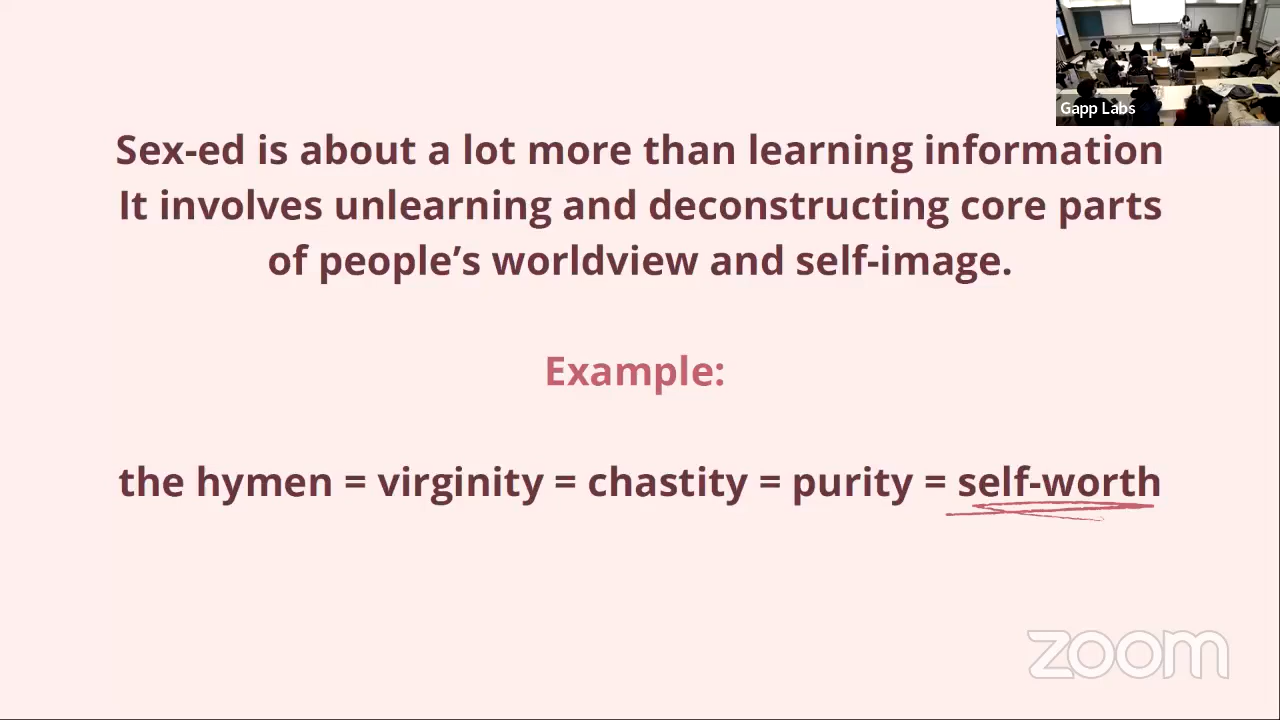 Gapp Labs
Sex-ed is about a lot more than learning information
It involves unlearning and deconstructing core parts
of people’s worldview and self-image.
Example:
the hymen = virginity = chastity = purity = self-worth
zoom